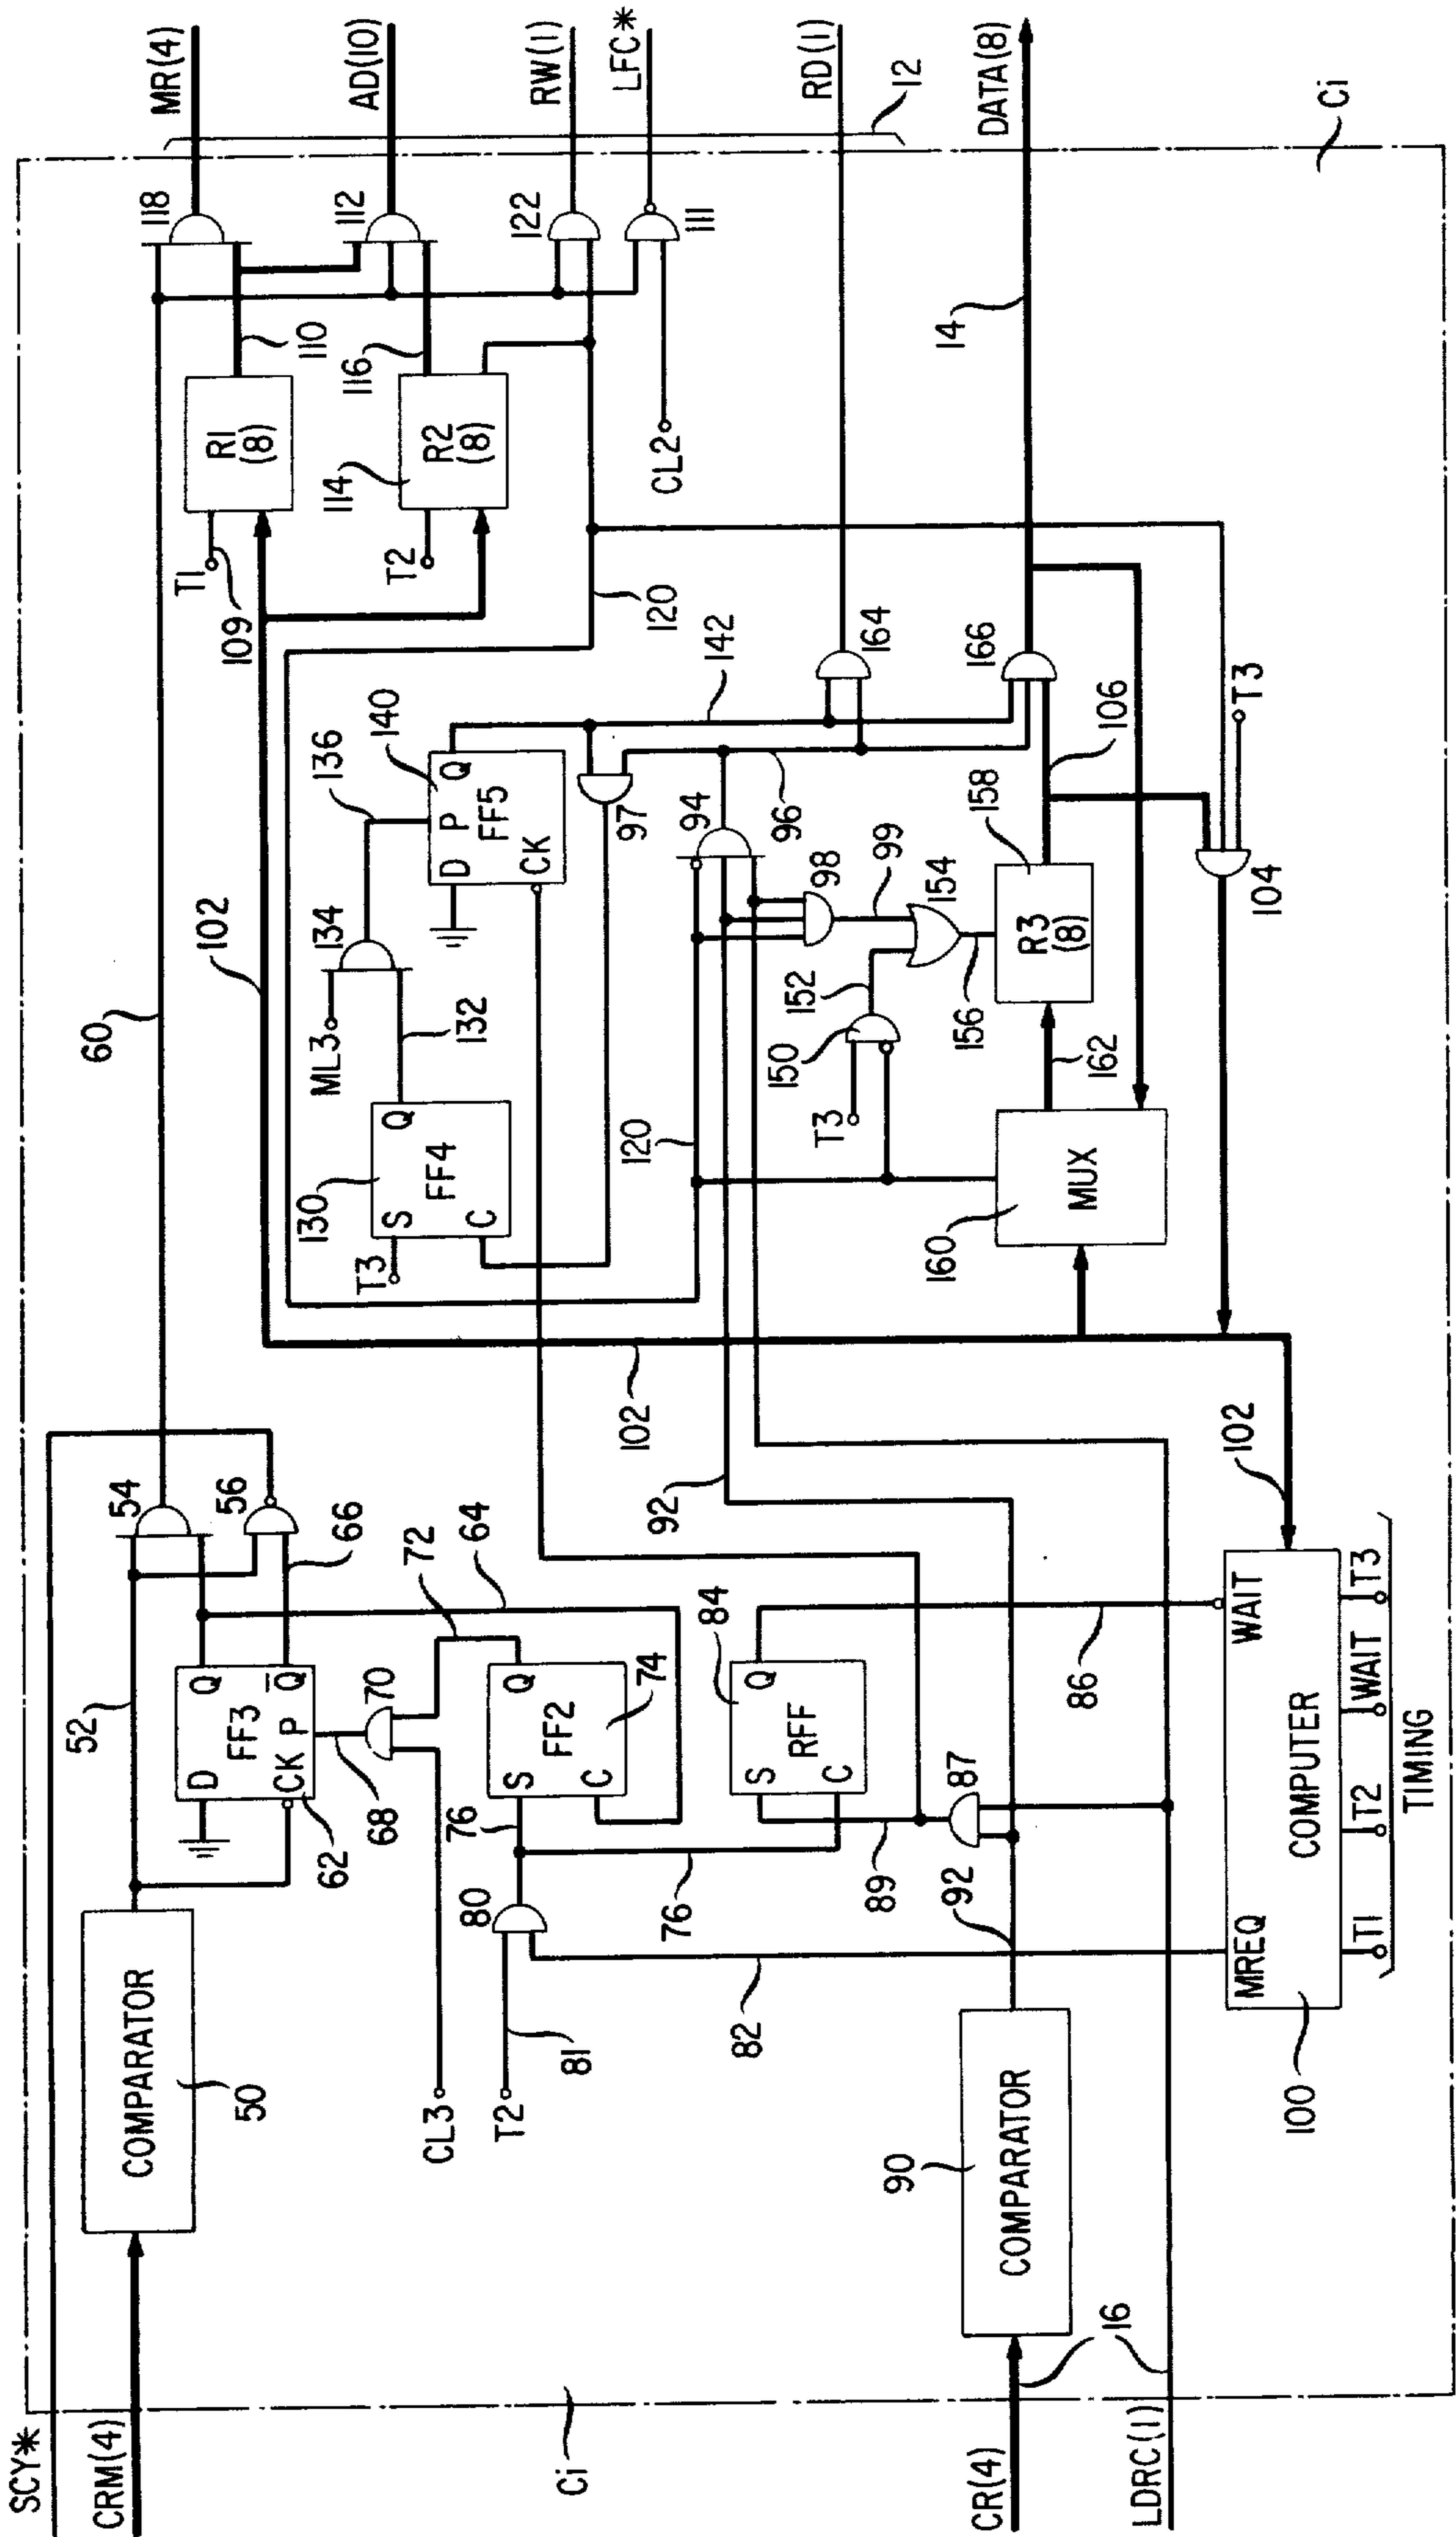 SCY*
CRM(4)
COMPARATOR
50
52
54
56
60
66
FF3
D
Q
Q̅
CK
P
62
68
70
72
64
CL3
FF2
S
Q
C
74
76
76
80
T2
81
82
RFF
S
Q
C
84
86
87
89
Ci
CR(4)
16
LDRC(1)
COMPARATOR
90
92
92
MREQ
WAIT
COMPUTER
100
T1
T2
WAIT
T3
TIMING
102
102
102
MR(4)
AD(10)
RW(1)
LFC*
RD(1)
DATA(8)
12
Ci
118
112
122
111
110
116
R1
(8)
T1
109
R2
(8)
114
T2
CL2
120
120
ML3
134
136
132
FF4
S
Q
C
130
T3
FF5
D
P
Q
CK
140
142
97
94
96
98
99
154
152
150
T3
156
R3
(8)
158
106
162
MUX
160
164
166
14
T3
104